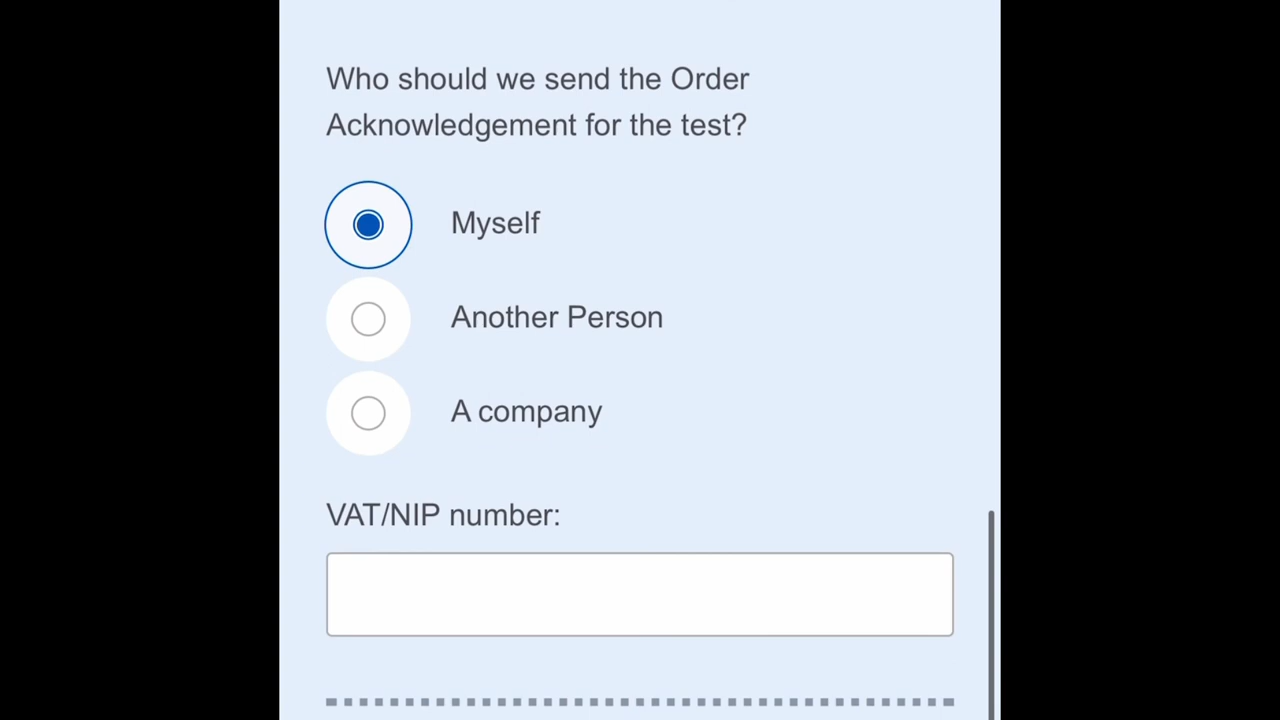 Who should we send the Order
Acknowledgement for the test?
Myself
Another Person
A company
VAT/NIP number: